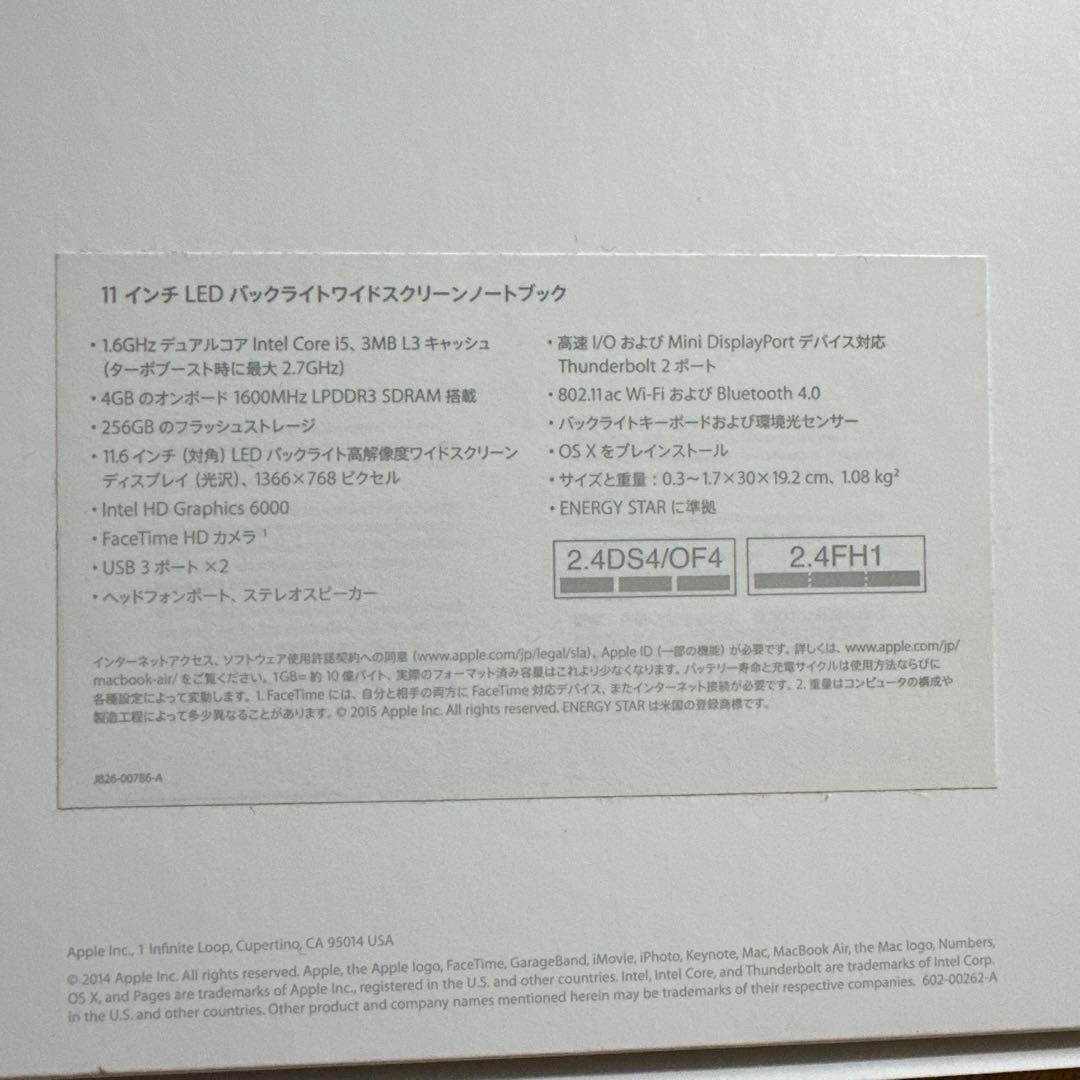 11 インチ LED バックライトワイドスクリーンノートブック
・1.6GHz デュアルコア Intel Core i5、3MB L3 キャッシュ
(ターボブースト時に最大 2.7GHz)
・4GB のオンボード 1600MHz LPDDR3 SDRAM 搭載
・256GB のフラッシュストレージ
・11.6 インチ (対角) LED バックライト高解像度ワイドスクリーン
ディスプレイ (光沢)、1366×768 ピクセル
・Intel HD Graphics 6000
・FaceTime HD カメラ ¹
・USB 3 ポート ×2
・ヘッドフォンポート、ステレオスピーカー
・高速 I/O および Mini DisplayPort デバイス対応
Thunderbolt 2 ポート
・802.11ac Wi-Fi および Bluetooth 4.0
・バックライトキーボードおよび環境光センサー
・OS X をプレインストール
・サイズと重量 : 0.3〜1.7×30×19.2 cm、1.08 kg²
・ENERGY STAR に準拠
2.4DS4/OF4
2.4FH1
インターネットアクセス、ソフトウェア使用許諾契約への同意 (www.apple.com/jp/legal/sla)、Apple ID (一部の機能) が必要です。詳しくは、www.apple.com/jp/
macbook-air/ をご覧ください。1GB= 約 10 億バイト、実際のフォーマット済み容量はこれより少なくなります。バッテリー寿命と充電サイクルは使用方法ならびに
各種設定によって変動します。1. FaceTime には、自分と相手の両方に FaceTime 対応デバイス、またインターネット接続が必要です。2. 重量はコンピュータの構成や
製造工程によって多少異なることがあります。© 2015 Apple Inc. All rights reserved. ENERGY STAR は米国の登録商標です。
J826-00786-A
Apple Inc., 1 Infinite Loop, Cupertino, CA 95014 USA
© 2014 Apple Inc. All rights reserved. Apple, the Apple logo, FaceTime, GarageBand, iMovie, iPhoto, Keynote, Mac, MacBook Air, the Mac logo, Numbers,
OS X, and Pages are trademarks of Apple Inc., registered in the U.S. and other countries. Intel, Intel Core, and Thunderbolt are trademarks of Intel Corp.
in the U.S. and other countries. Other product and company names mentioned herein may be trademarks of their respective companies. 602-00262-A